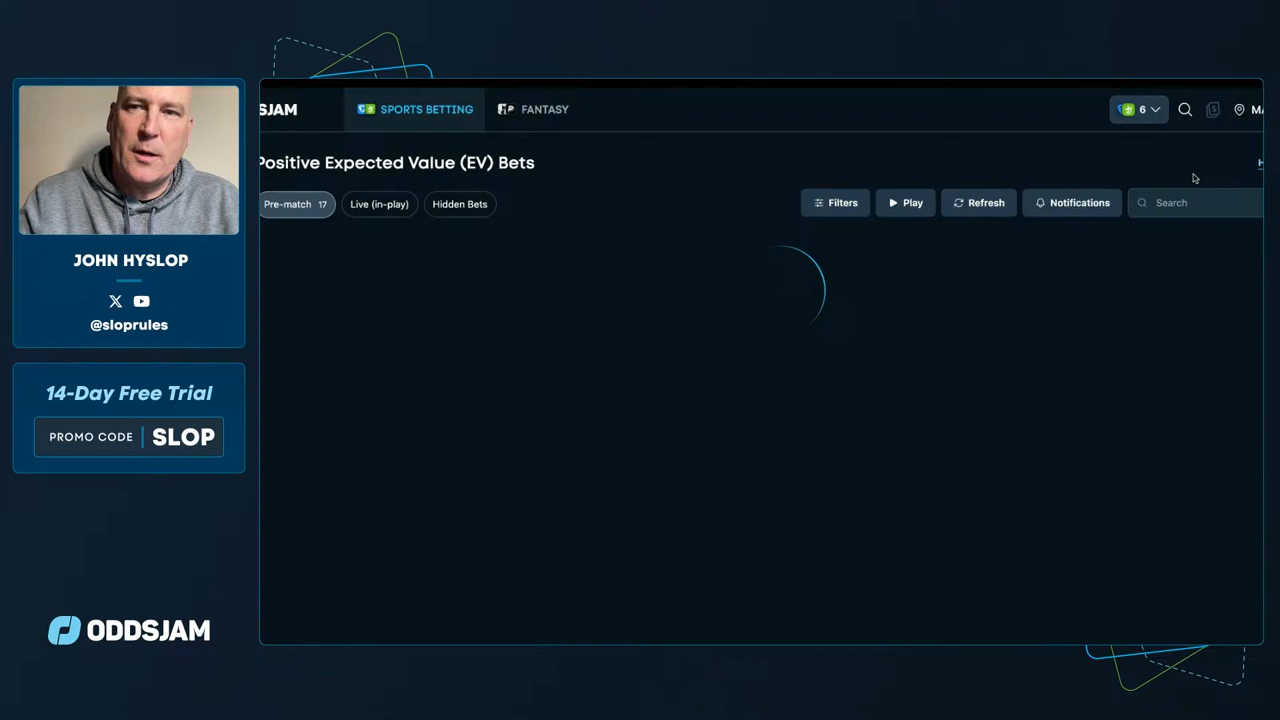 JOHN HYSLOP
@sloprules
14-Day Free Trial
PROMO CODE | SLOP
ODDSJAM
SJAM
SPORTS BETTING
FANTASY
6
MA
Positive Expected Value (EV) Bets
H
Pre-match 17
Live (in-play)
Hidden Bets
Filters
Play
Refresh
Notifications
Search